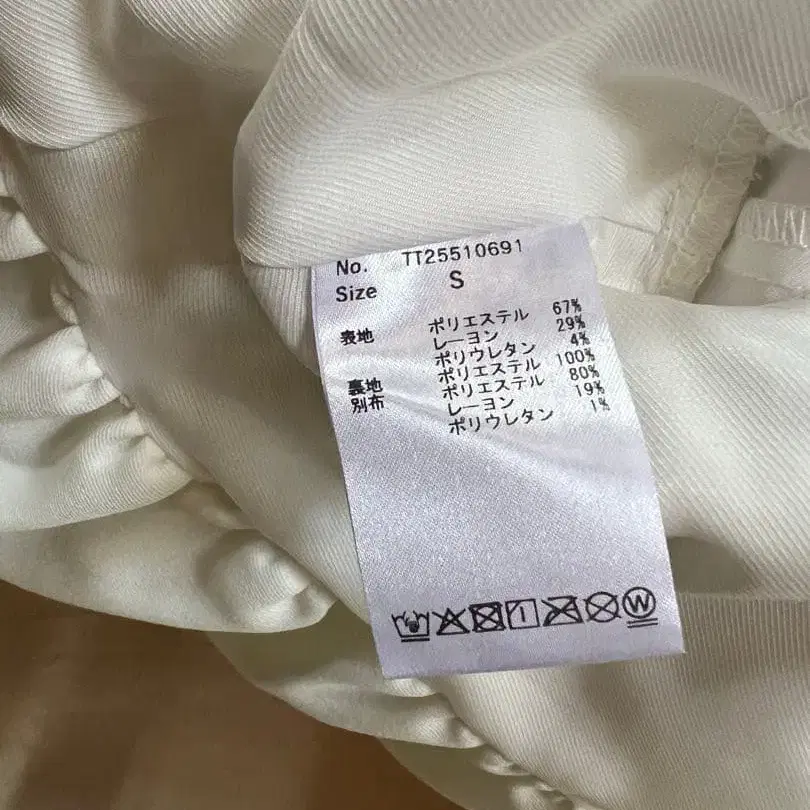 No. TT25510691
Size S
表地 ポリエステル 67%
レーヨン 29%
ポリウレタン 4%
裏地 ポリエステル 100%
別布 ポリエステル 80%
レーヨン 19%
ポリウレタン 1%
W